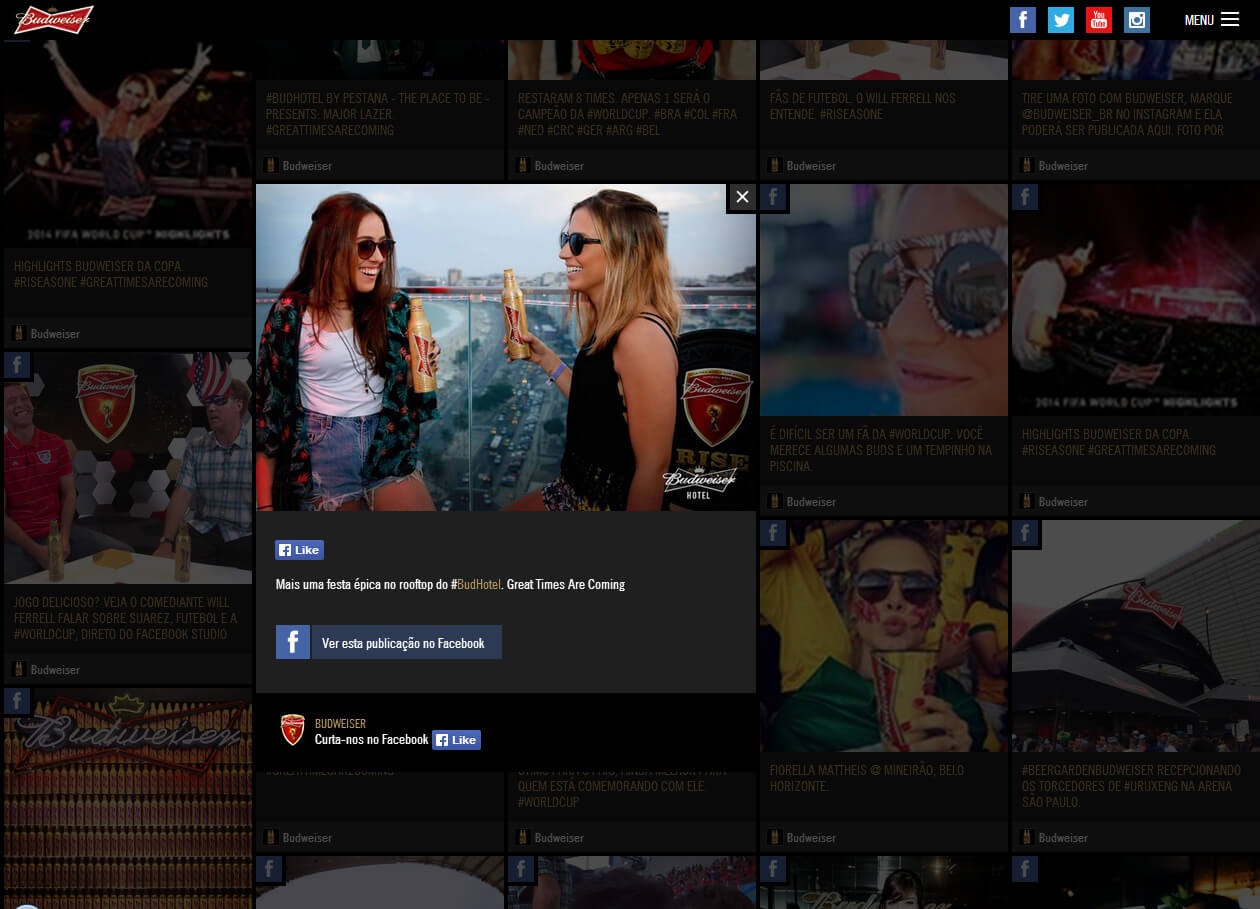 Budweiser
You Tube
MENU
#BUDHOTEL BY PESTANA - THE PLACE TO BE -
PRESENTS: MAJOR LAZER.
#GREATTIMESARECOMING
Budweiser
RESTARAM 8 TIMES. APENAS 1 SERÁ O
CAMPEÃO DA #WORLDCUP. #BRA #COL #FRA
#NED #CRC #GER #ARG #BEL
Budweiser
FÃS DE FUTEBOL, O WILL FERRELL NOS
ENTENDE. #RISEASONE
Budweiser
TIRE UMA FOTO COM BUDWEISER, MARQUE
@BUDWEISER_BR NO INSTAGRAM E ELA
PODERÁ SER PUBLICADA AQUI. FOTO POR
Budweiser
2014 FIFA WORLD CUP™ HIGHLIGHTS
HIGHLIGHTS BUDWEISER DA COPA.
#RISEASONE #GREATTIMESARECOMING
Budweiser
Budweiser
JOGO DELICIOSO? VEJA O COMEDIANTE WILL
FERRELL FALAR SOBRE SUAREZ, FUTEBOL E A
#WORLDCUP, DIRETO DO FACEBOOK STUDIO
Budweiser
Budweiser
Budweiser
RISE
Budweiser
HOTEL
Like
Mais uma festa épica no rooftop do #BudHotel. Great Times Are Coming
Ver esta publicação no Facebook
BUDWEISER
Curta-nos no Facebook Like
É DIFÍCIL SER UM FÃ DA #WORLDCUP. VOCÊ
MERECE ALGUMAS BUDS E UM TEMPINHO NA
PISCINA.
Budweiser
2014 FIFA WORLD CUP™ HIGHLIGHTS
HIGHLIGHTS BUDWEISER DA COPA.
#RISEASONE #GREATTIMESARECOMING
Budweiser
FIORELLA MATTHEIS @ MINEIRÃO, BELO
HORIZONTE.
Budweiser
Budweiser
#BEERGARDENBUDWEISER RECEPCIONANDO
OS TORCEDORES DE #URUXENG NA ARENA
SÃO PAULO.
Budweiser
#GREATTIMESARECOMING
Budweiser
QUEM ESTÁ COMEMORANDO COM ELE.
#WORLDCUP
Budweiser
Budweiser